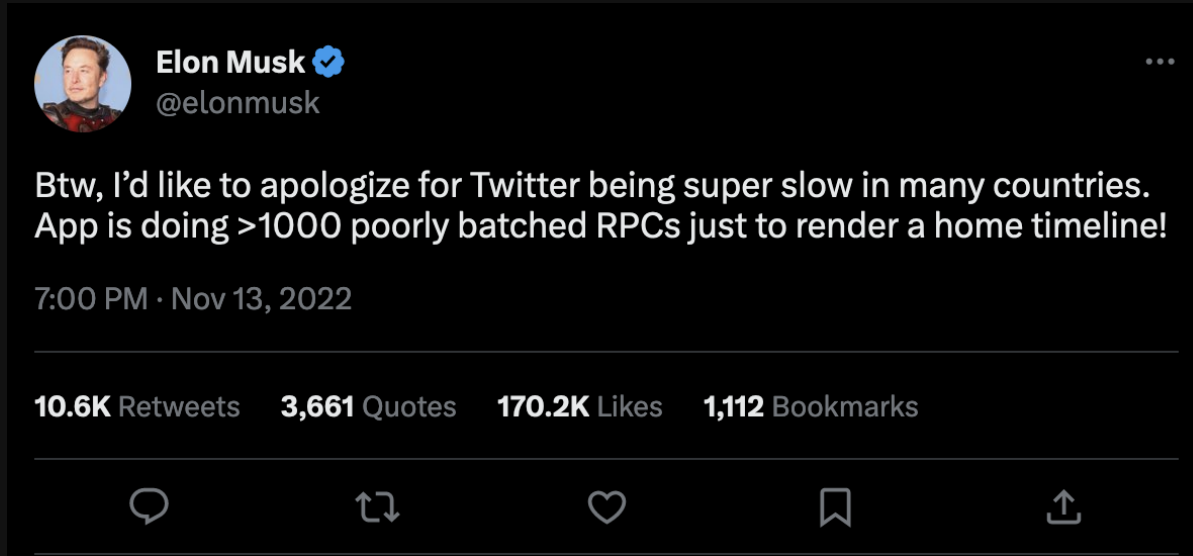 Elon Musk
@elonmusk
Btw, I’d like to apologize for Twitter being super slow in many countries.
App is doing >1000 poorly batched RPCs just to render a home timeline!
7:00 PM · Nov 13, 2022
10.6K Retweets 3,661 Quotes 170.2K Likes 1,112 Bookmarks